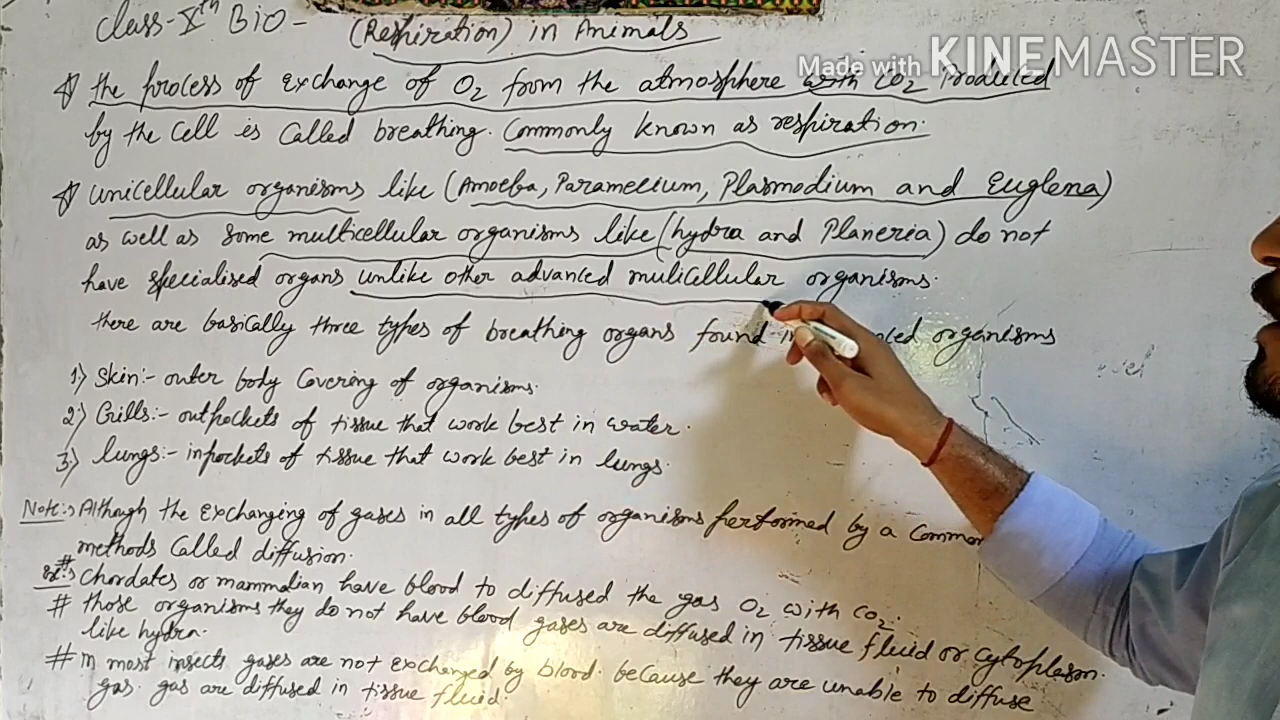 Class-Xth Bio- (Respiration) in Animals
Made with KINEMASTER
the process of exchange of O2 from the atmosphere with CO2 Produced
by the cell is called breathing. Commonly known as respiration.
unicellular organisms like (Amoeba, Paramecium, Plasmodium and Euglena)
as well as some multicellular organisms like (hydra and Planeria) do not
have specialised organs unlike other advanced mulicellular organisms.
there are basically three types of breathing organs found in organisms
1) Skin:- outer body Covering of organisms.
2) Grills:- outpockets of tissue that work best in water.
3) lungs:- inpockets of tissue that work best in lungs.
Note:> Although the exchanging of gases in all types of organisms performed by a common
methods called diffusion.
# Chordates or mammalian have blood to diffused the gas O2 with CO2.
# those organisms they do not have blood gases are diffused in tissue fluid or cytoplasm.
like hydra.
# In most insects gases are not exchanged by blood. because they are unable to diffuse
gas. gas are diffused in tissue fluid.